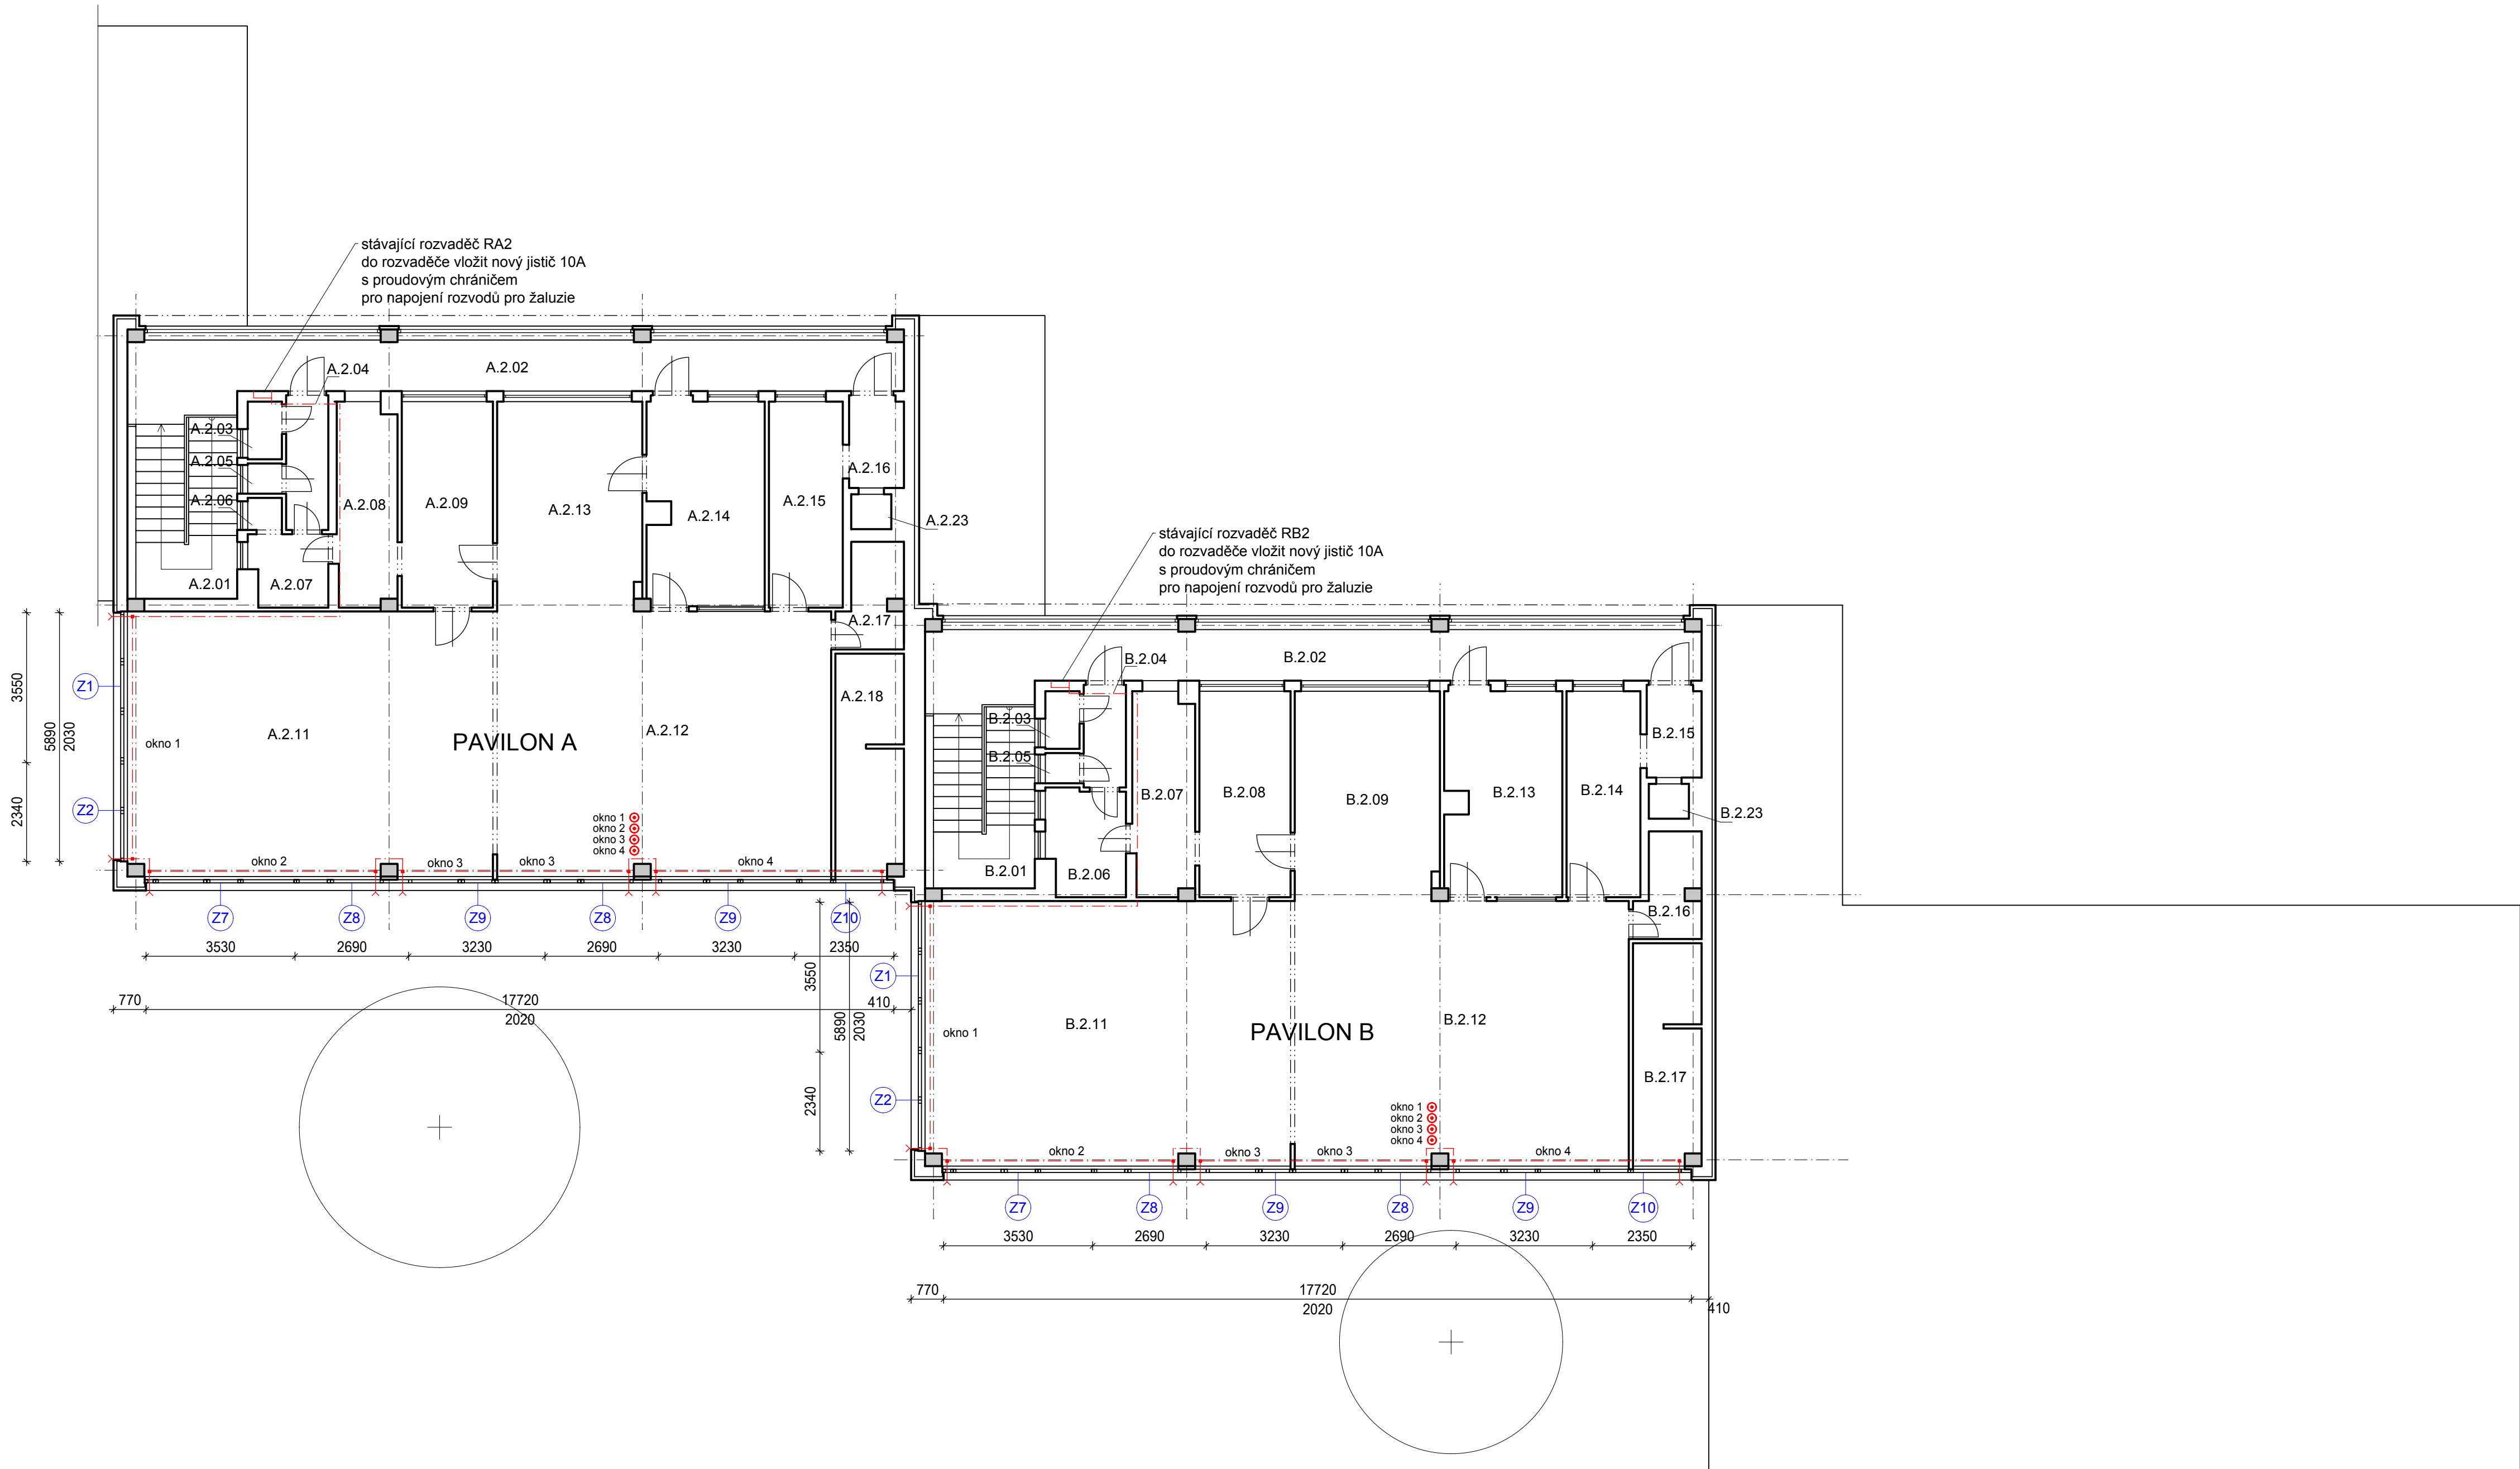 stávající rozvaděč RA2
do rozvaděče vložit nový jistič 10A
s proudovým chráničem
pro napojení rozvodů pro žaluzie
A.2.02
A.2.04
A.2.03
A.2.05
A.2.06
A.2.08
A.2.09
A.2.13
A.2.14
A.2.15
A.2.16
A.2.23
A.2.01
A.2.07
A.2.17
A.2.18
A.2.11
PAVILON A
A.2.12
okno 1
Z1
Z2
3550
5890
2030
2340
okno 1
okno 2
okno 3
okno 4
okno 2
okno 3
okno 3
okno 4
Z7
Z8
Z9
Z8
Z9
Z10
3530
2690
3230
2690
3230
2350
770
17720
410
2020
stávající rozvaděč RB2
do rozvaděče vložit nový jistič 10A
s proudovým chráničem
pro napojení rozvodů pro žaluzie
B.2.02
B.2.04
B.2.03
B.2.05
B.2.07
B.2.08
B.2.09
B.2.13
B.2.14
B.2.15
B.2.23
B.2.01
B.2.06
B.2.16
B.2.17
B.2.11
PAVILON B
B.2.12
okno 1
Z1
Z2
3550
5890
2030
2340
okno 1
okno 2
okno 3
okno 4
okno 2
okno 3
okno 3
okno 4
Z7
Z8
Z9
Z8
Z9
Z10
3530
2690
3230
2690
3230
2350
770
17720
2020
410